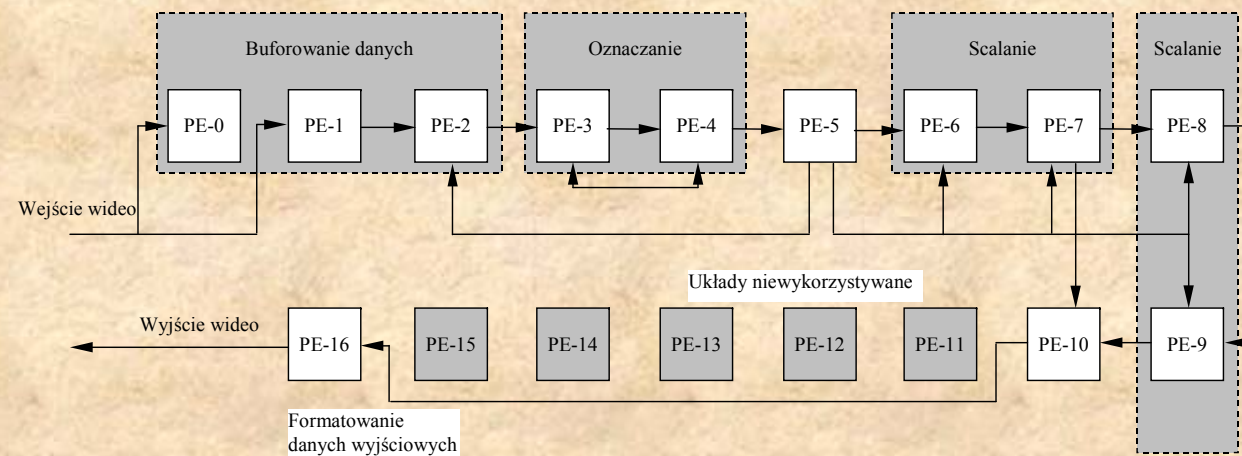 Buforowanie danych
Oznaczanie
Scalanie
Scalanie
PE-0
PE-1
PE-2
PE-3
PE-4
PE-5
PE-6
PE-7
PE-8
Wejście wideo
Układy niewykorzystywane
Wyjście wideo
PE-16
PE-15
PE-14
PE-13
PE-12
PE-11
PE-10
PE-9
Formatowanie
danych wyjściowych